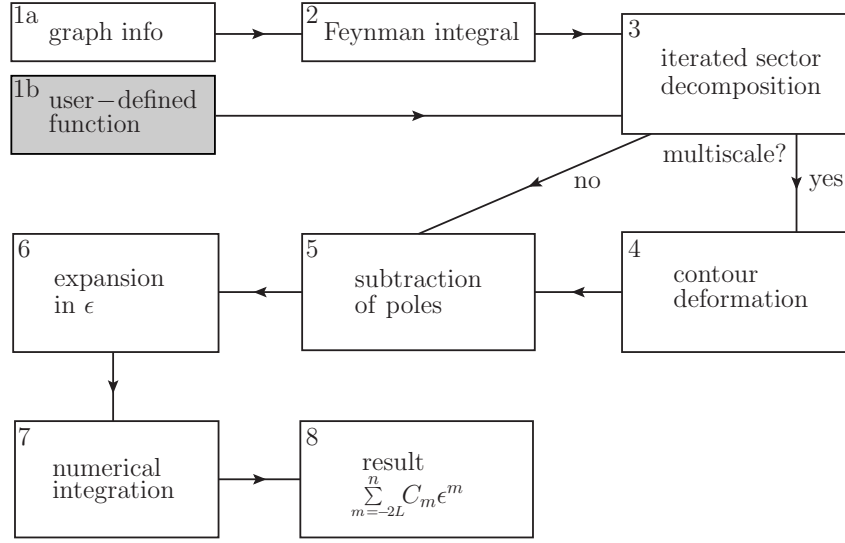 1a
graph info
2
Feynman integral
3
iterated sector
decomposition
1b
user−defined
function
multiscale?
no
yes
6
expansion
in ϵ
5
subtraction
of poles
4
contour
deformation
7
numerical
integration
8
result
n
∑ C_m ϵ^m
m=−2L